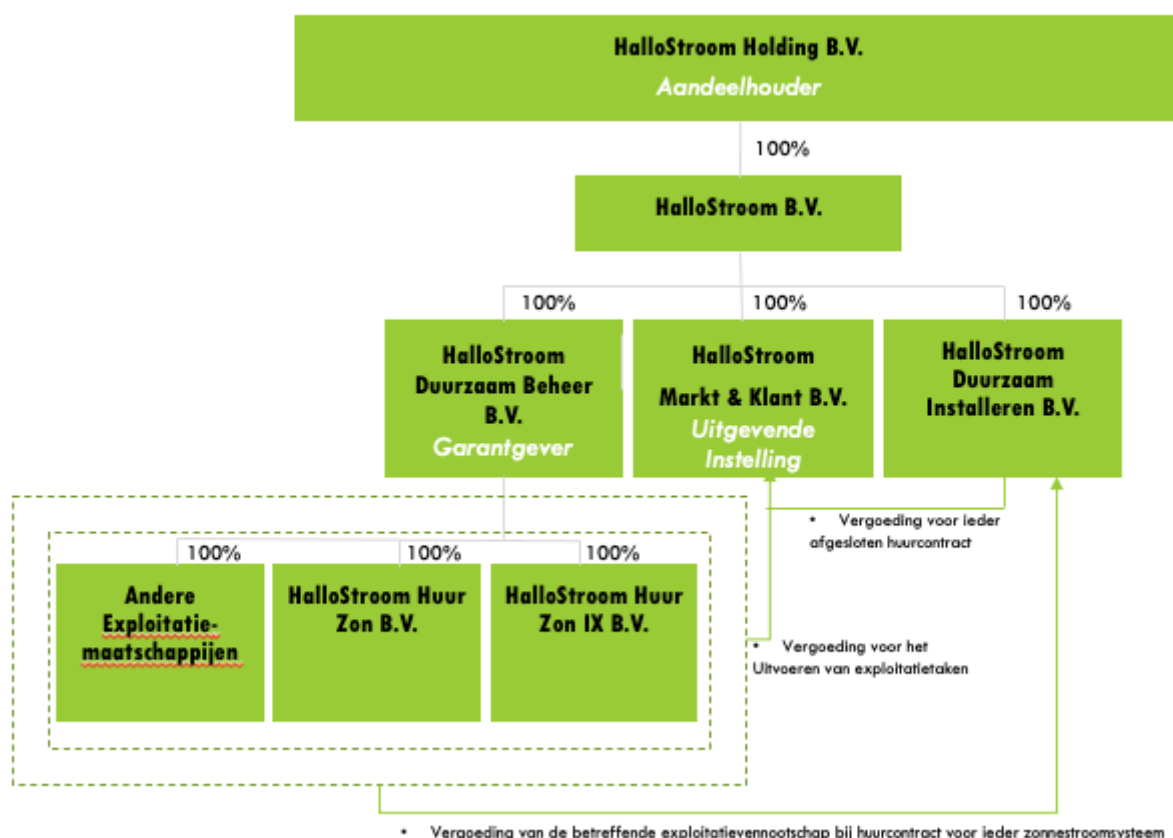 HalloStroom Holding B.V.
Aandeelhouder
100%
HalloStroom B.V.
100%
100%
100%
HalloStroom
Duurzaam Beheer
B.V.
Garantgever
HalloStroom
Markt & Klant B.V.
Uitgevende
Instelling
HalloStroom
Duurzaam
Installeren B.V.
* Vergoeding voor ieder
afgesloten huurcontract
100%
100%
100%
Andere
Exploitatie-
maatschappijen
HalloStroom Huur
Zon B.V.
HalloStroom Huur
Zon IX B.V.
* Vergoeding voor het
Uitvoeren van exploitatietaken
* Vergoeding van de betreffende exploitatievennootschap bij huurcontract voor ieder zonnestroomsysteem